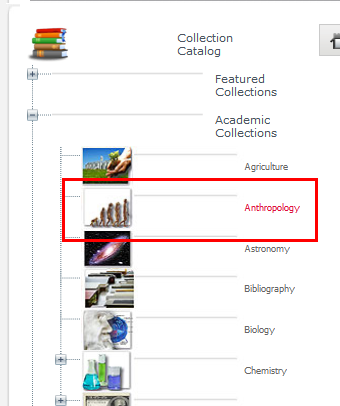 Collection
Catalog
Featured
Collections
Academic
Collections
Agriculture
Anthropology
Astronomy
Bibliography
Biology
Chemistry